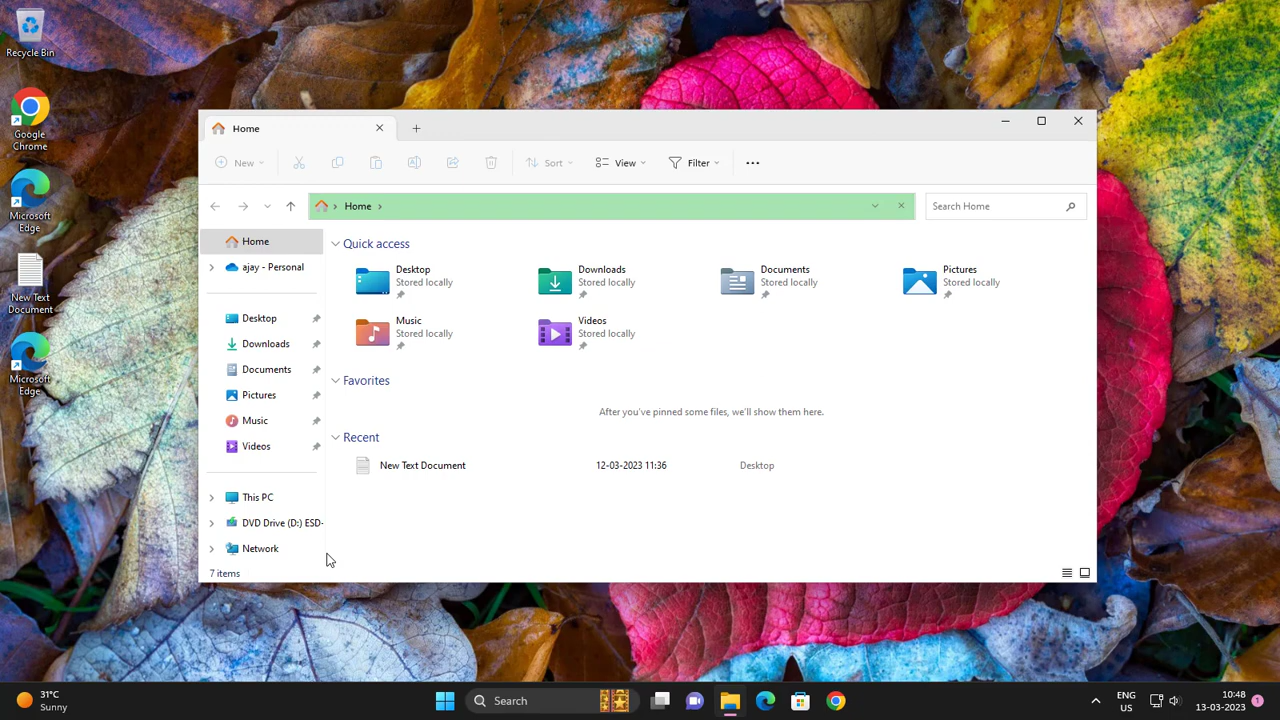 Recycle Bin
Google
Chrome
Microsoft
Edge
New Text
Document
Microsoft
Edge
Home
New
Sort
View
Filter
Home
Search Home
Home
ajay - Personal
Desktop
Downloads
Documents
Pictures
Music
Videos
This PC
DVD Drive (D:) ESD-
Network
7 items
Quick access
Desktop
Stored locally
Downloads
Stored locally
Documents
Stored locally
Pictures
Stored locally
Music
Stored locally
Videos
Stored locally
Favorites
After you've pinned some files, we'll show them here.
Recent
New Text Document 12-03-2023 11:36 Desktop
31°C
Sunny
Search
ENG
US
10:48
13-03-2023
1